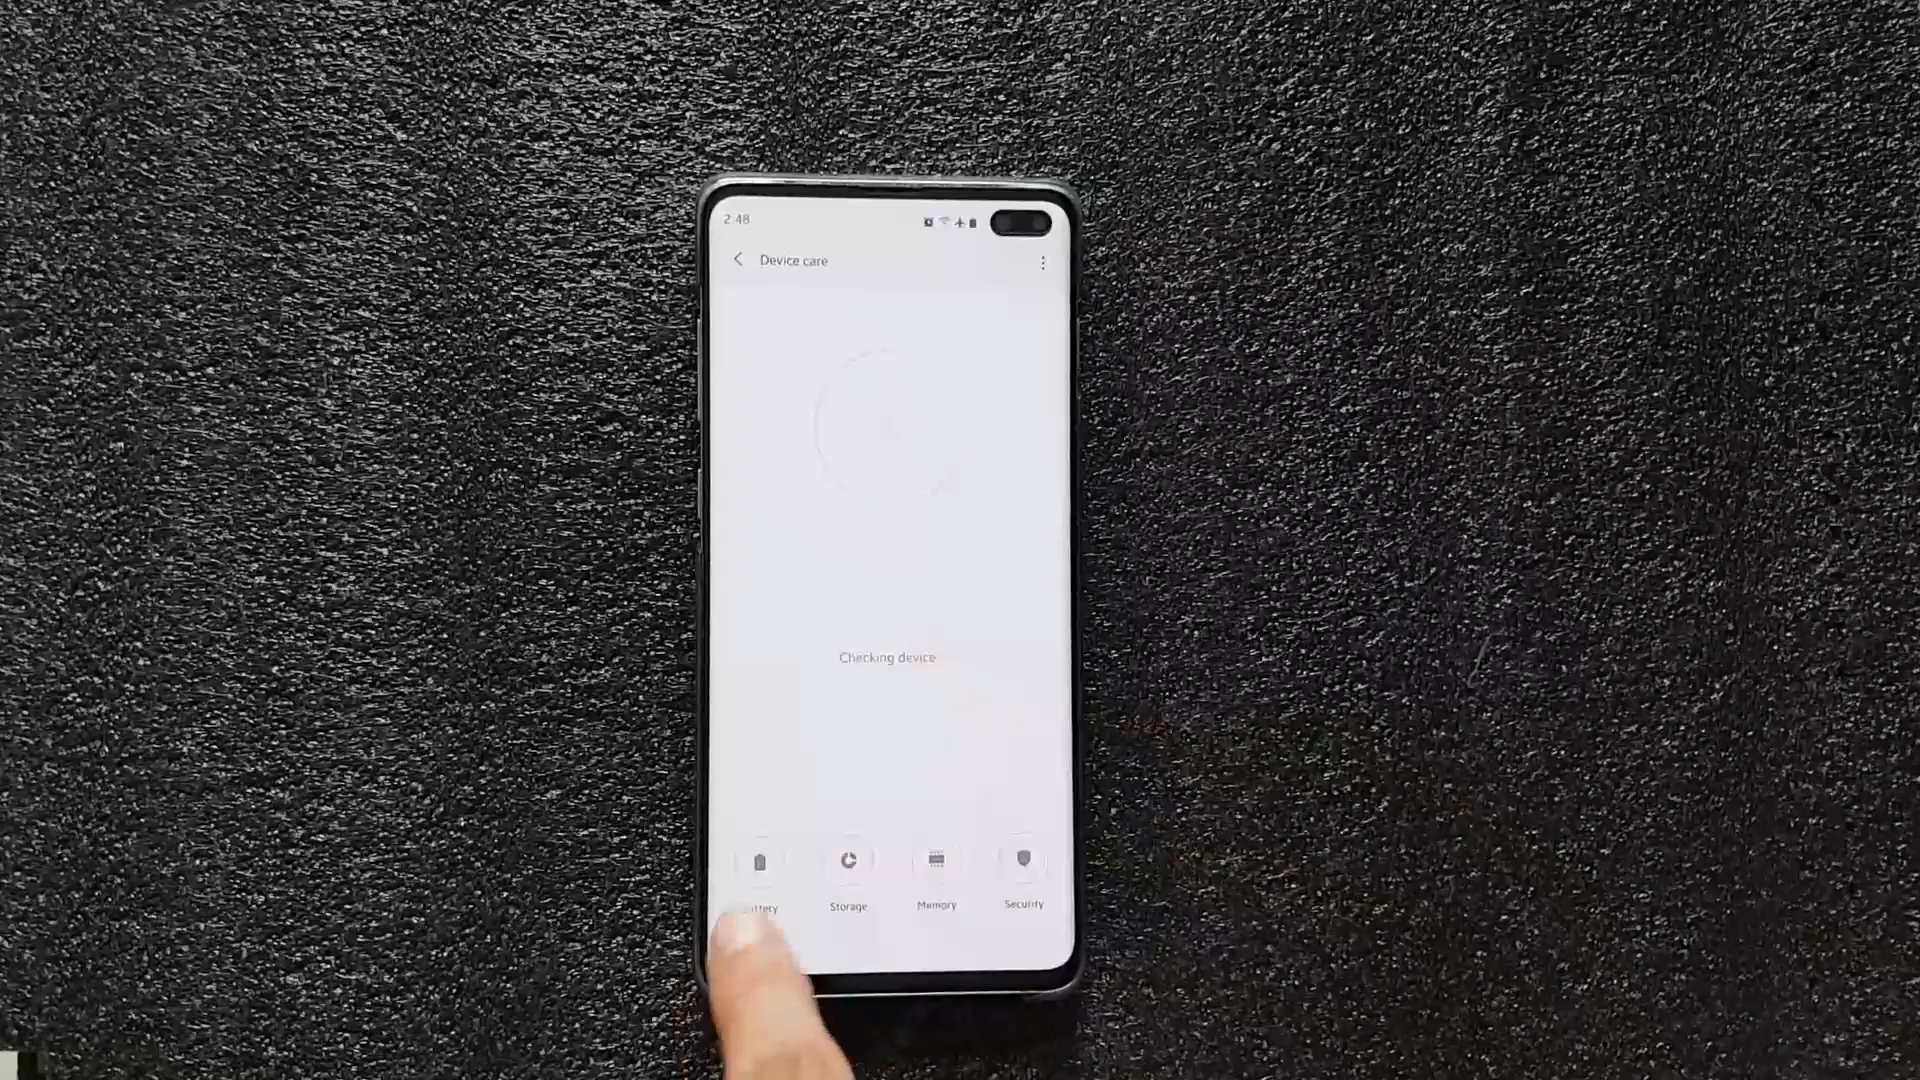 2:48
Device care
Checking device
Storage
Memory
Security